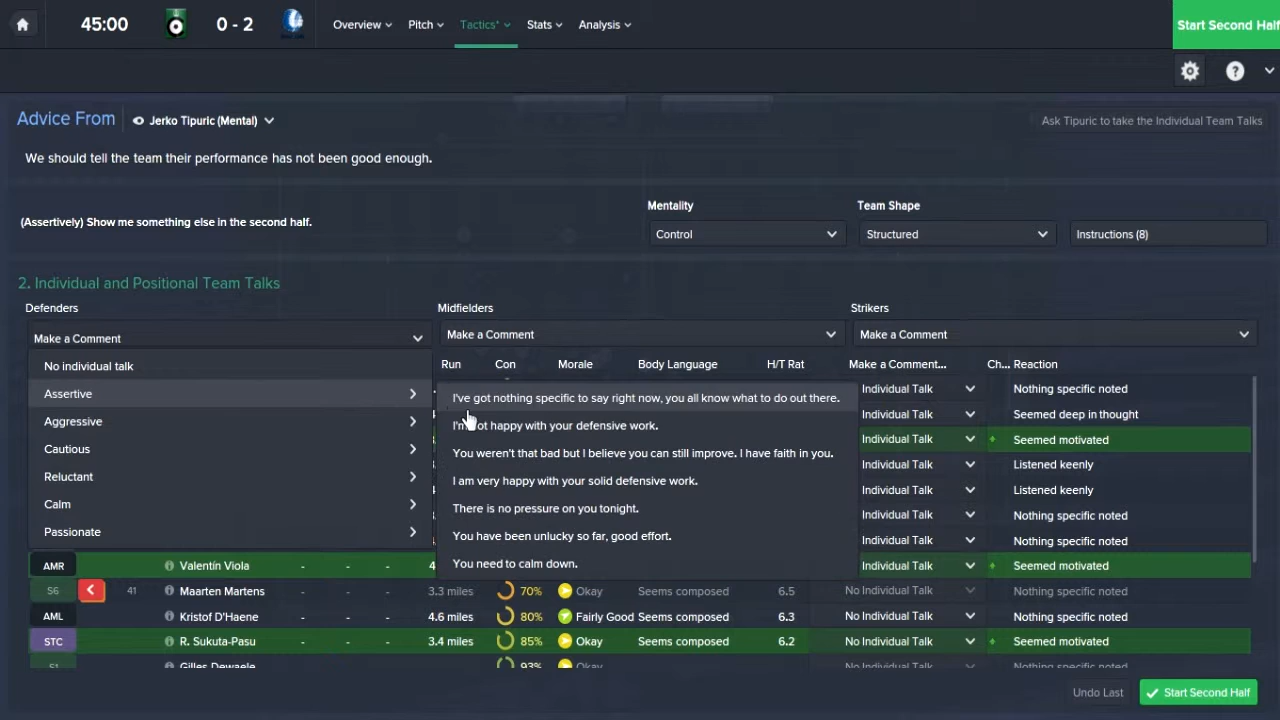 45:00 0 - 2 Overview Pitch Tactics* Stats Analysis Start Second Half
Advice From Jerko Tipuric (Mental) Ask Tipuric to take the Individual Team Talks
We should tell the team their performance has not been good enough.
Mentality Team Shape
(Assertively) Show me something else in the second half. Control Structured Instructions (8)
2. Individual and Positional Team Talks
Defenders Midfielders Strikers
Make a Comment Make a Comment Make a Comment
No individual talk Run Con Morale Body Language H/T Rat Make a Comment... Ch... Reaction
Individual Talk Nothing specific noted
Assertive I've got nothing specific to say right now, you all know what to do out there.
Individual Talk Seemed deep in thought
Aggressive happy with your defensive work.
Individual Talk Seemed motivated
Cautious You weren't that bad but I believe you can still improve. I have faith in you.
Individual Talk Listened keenly
Reluctant I am very happy with your solid defensive work.
Individual Talk Listened keenly
Calm There is no pressure on you tonight.
Individual Talk Nothing specific noted
Passionate You have been unlucky so far, good effort.
Individual Talk Nothing specific noted
You need to calm down.
AMR Valentín Viola - - - 4 Individual Talk Seemed motivated
S6 41 Maarten Martens - - - 3.3 miles 70% Okay Seems composed 6.5 No Individual Talk Nothing specific noted
AML Kristof D'Haene - - - 4.6 miles 80% Fairly Good Seems composed 6.3 No Individual Talk Nothing specific noted
STC R. Sukuta-Pasu - - - 3.4 miles 85% Okay Seems composed 6.2 No Individual Talk Seemed motivated
S1 Gilles Dewaele 93% Okay No Individual Talk Nothing specific noted
Undo Last Start Second Half